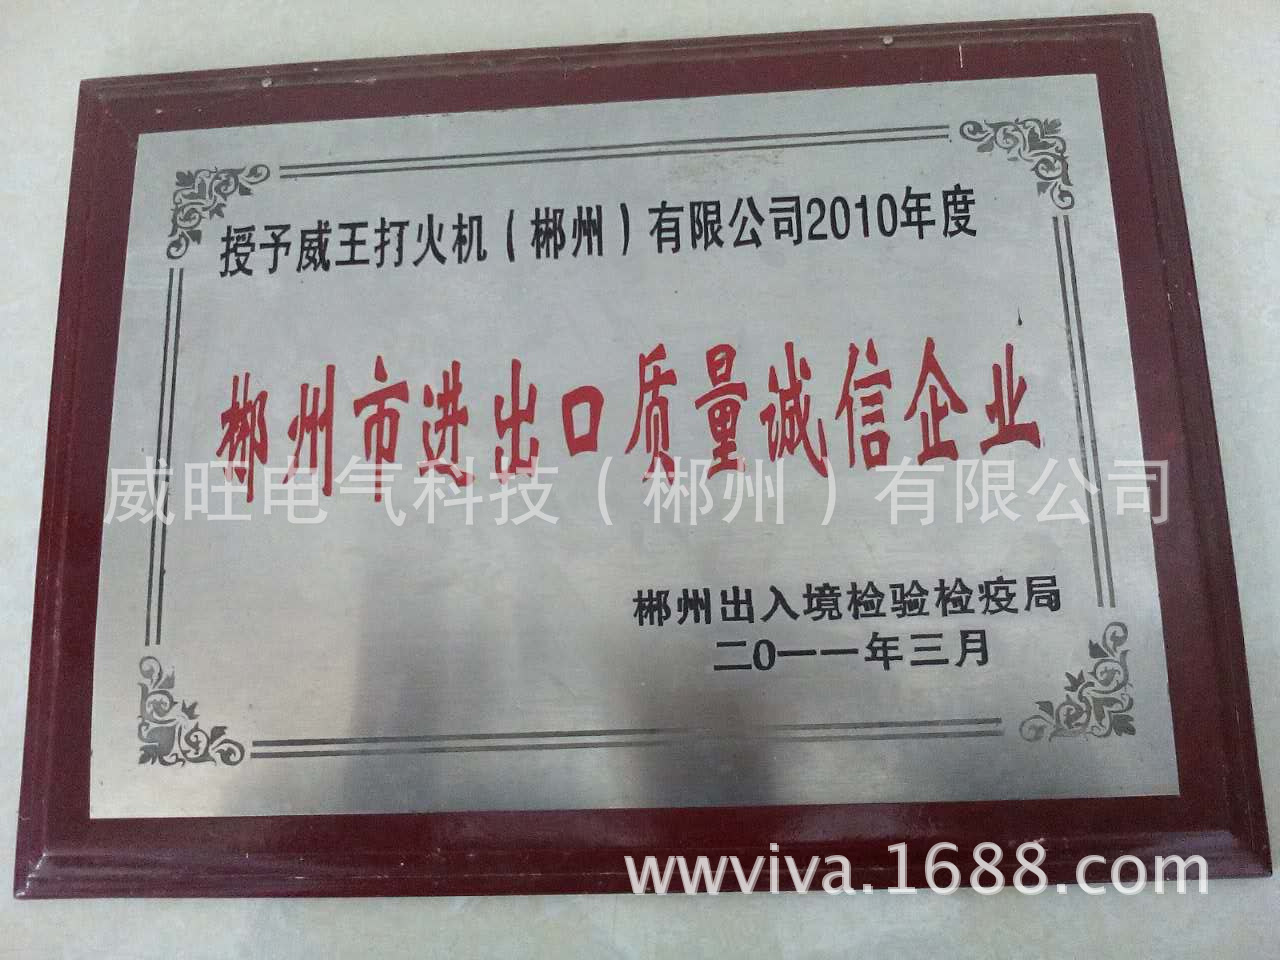 授予威王打火机（郴州）有限公司2010年度
郴州市进出口质量诚信企业
威旺电气科技（郴州）有限公司
郴州出入境检验检疫局
二0一一年三月
wwvviva.1688.com